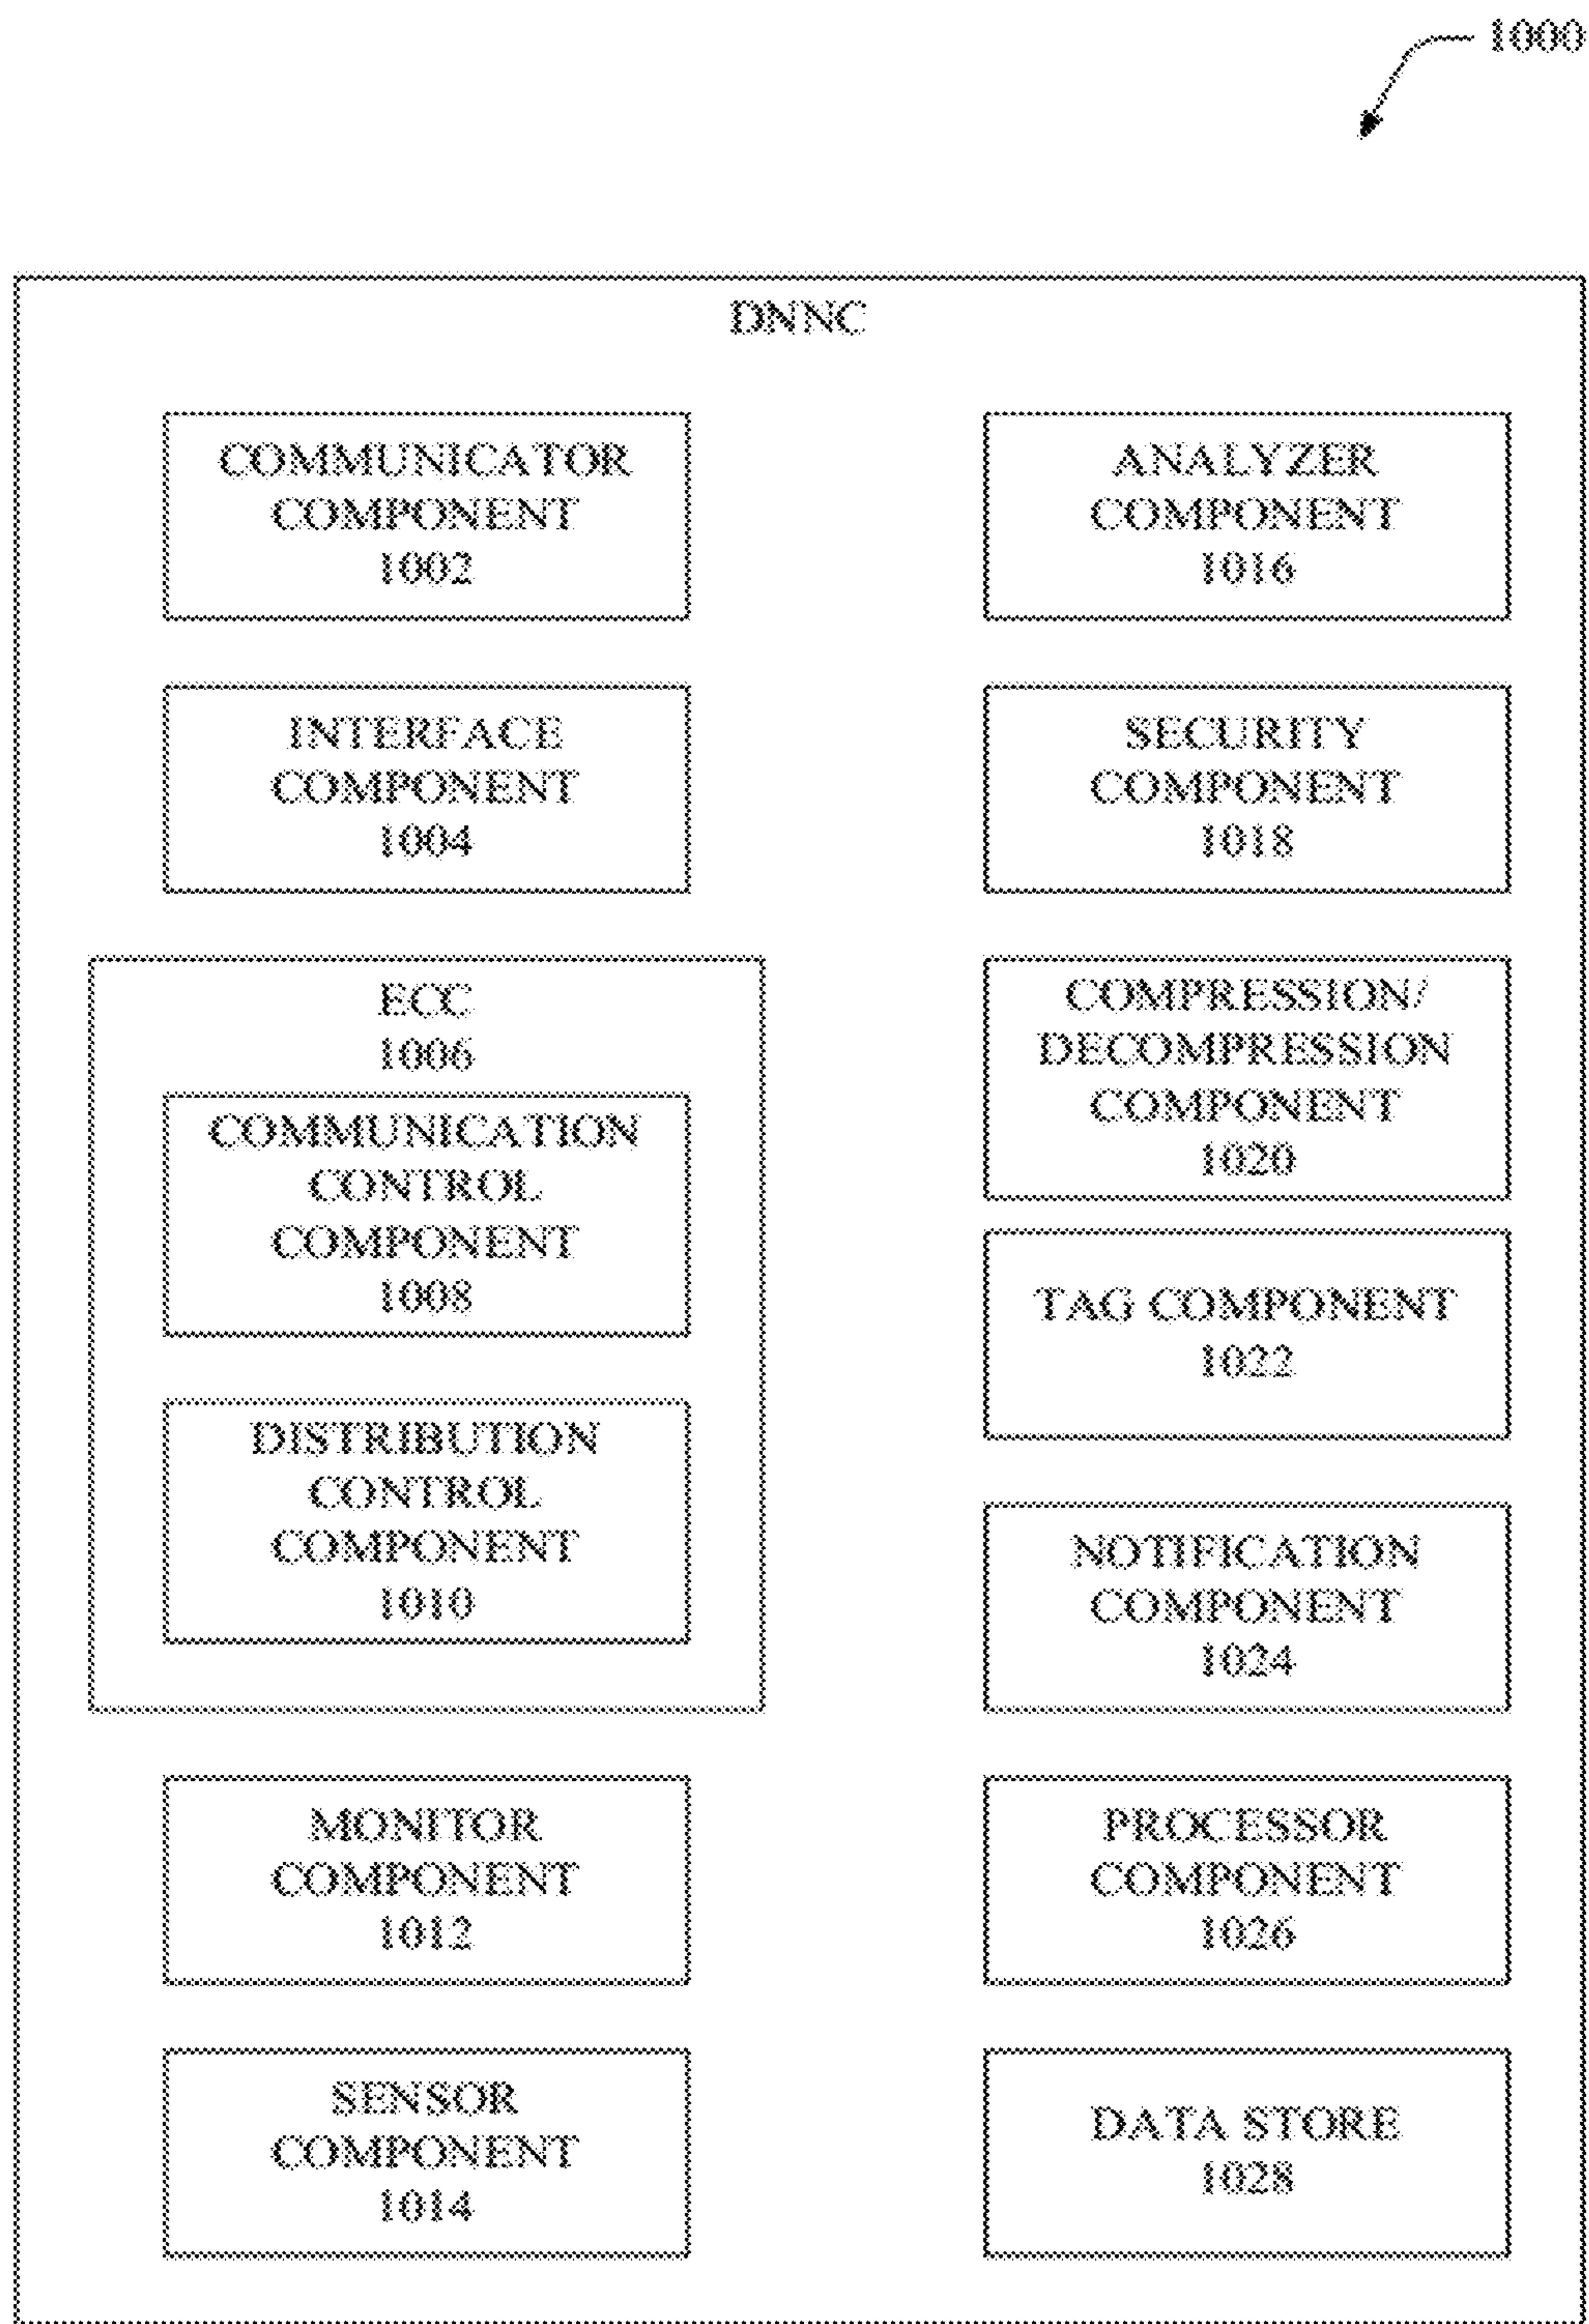 1000
DNNC
COMMUNICATOR
COMPONENT
1002
INTERFACE
COMPONENT
1004
ECC
1006
COMMUNICATION
CONTROL
COMPONENT
1008
DISTRIBUTION
CONTROL
COMPONENT
1010
MONITOR
COMPONENT
1012
SENSOR
COMPONENT
1014
ANALYZER
COMPONENT
1016
SECURITY
COMPONENT
1018
COMPRESSION/
DECOMPRESSION
COMPONENT
1020
TAG COMPONENT
1022
NOTIFICATION
COMPONENT
1024
PROCESSOR
COMPONENT
1026
DATA STORE
1028